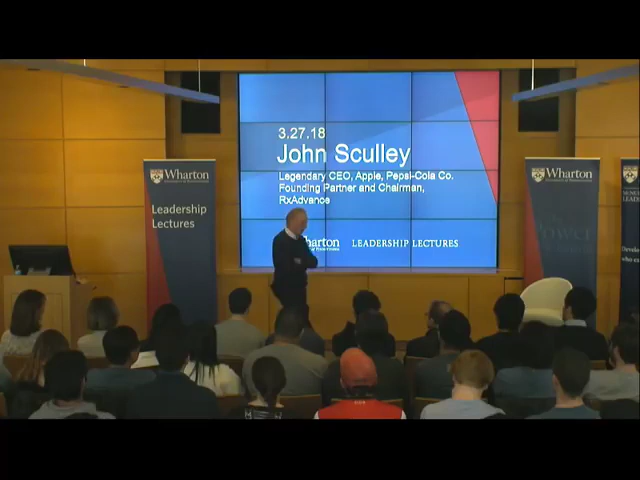 3.27.18
John Sculley
Legendary CEO, Apple, Pepsi-Cola Co.
Founding Partner and Chairman,
RxAdvance
Wharton LEADERSHIP LECTURES
Wharton
Leadership
Lectures
Wharton
Power